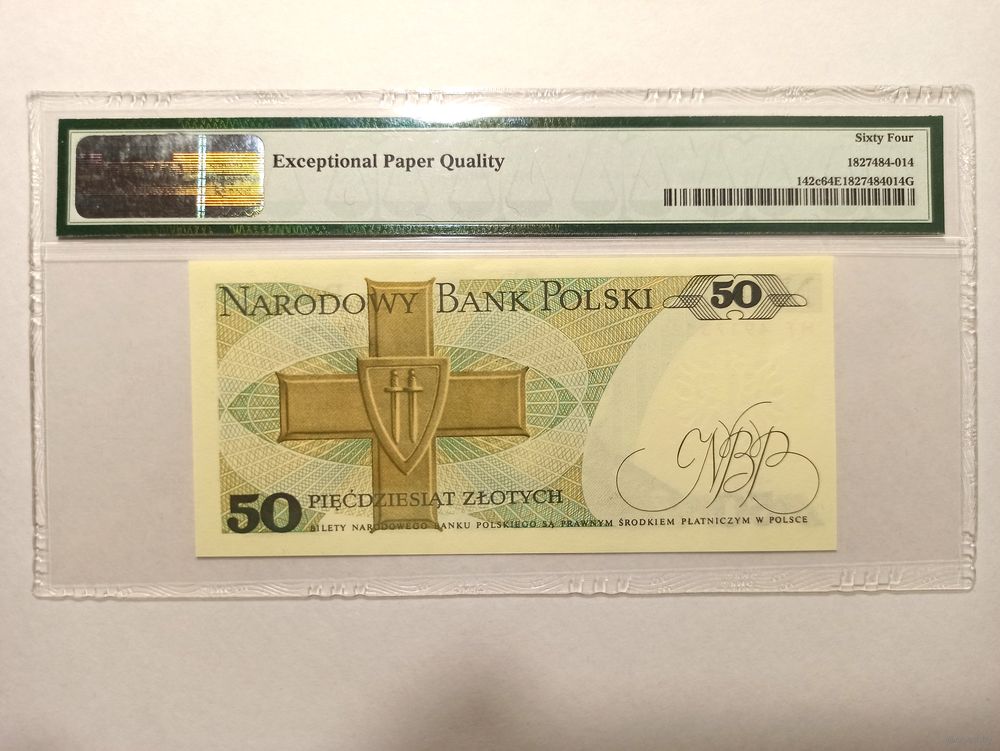 Exceptional Paper Quality
Sixty Four
1827484-014
142c64E1827484014G
NARODOWY BANK POLSKI 50
NBP
50 PIĘĆDZIESIĄT ZŁOTYCH
BILETY NARODOWEGO BANKU POLSKIEGO SĄ PRAWNYM ŚRODKIEM PŁATNICZYM W POLSCE